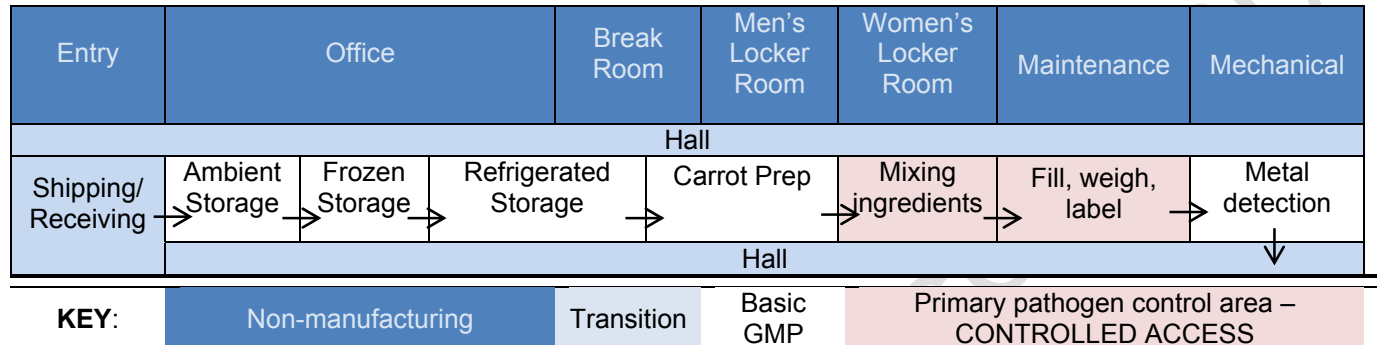 Entry
Office
Break
Room
Men's
Locker
Room
Women's
Locker
Room
Maintenance
Mechanical
Hall
Shipping/
Receiving
Ambient
Storage
Frozen
Storage
Refrigerated
Storage
Carrot Prep
Mixing
ingredients
Fill, weigh,
label
Metal
detection
Hall
KEY:
Non-manufacturing
Transition
Basic
GMP
Primary pathogen control area –
CONTROLLED ACCESS